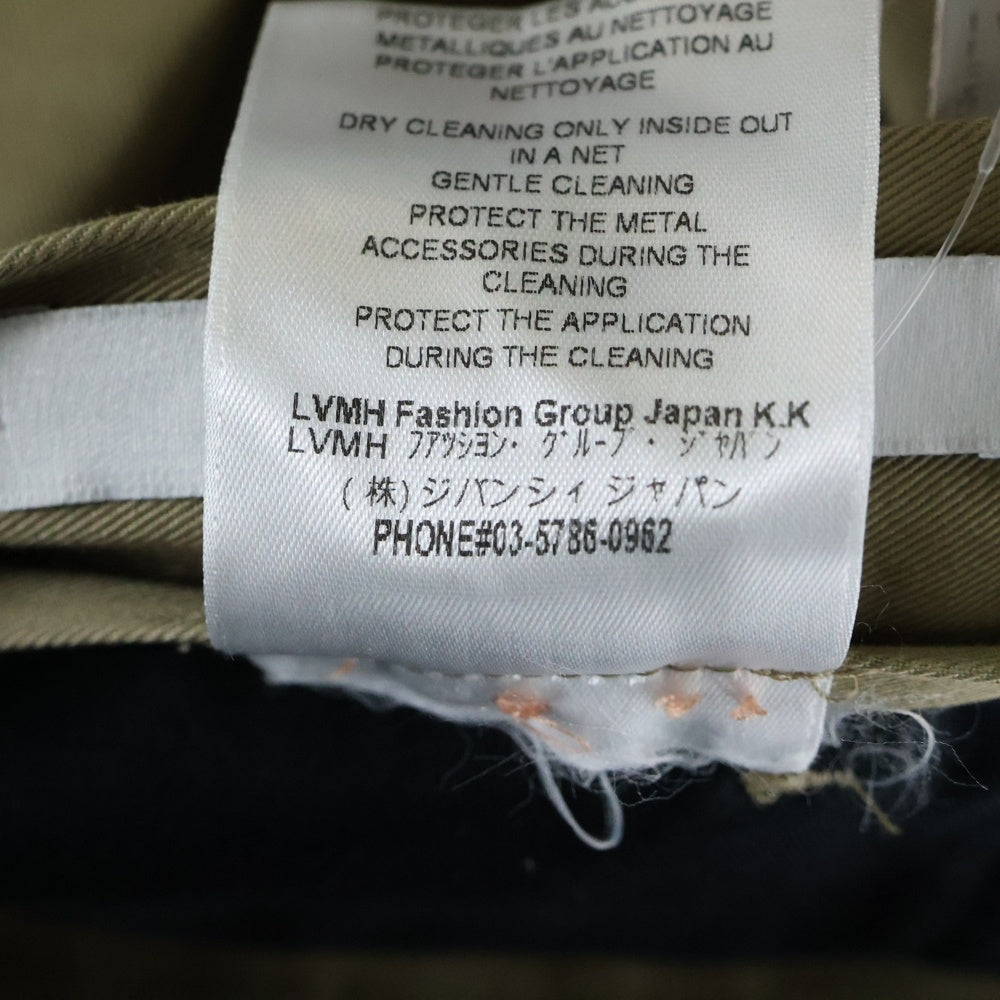 PROTEGER LES
METALLIQUES AU NETTOYAGE
PROTEGER L'APPLICATION AU
NETTOYAGE
DRY CLEANING ONLY INSIDE OUT
IN A NET
GENTLE CLEANING
PROTECT THE METAL
ACCESSORIES DURING THE
CLEANING
PROTECT THE APPLICATION
DURING THE CLEANING
LVMH Fashion Group Japan K.K
LVMH ファッション・グループ・ジャパン
(株)ジバンシィ ジャパン
PHONE#03-5786-0962